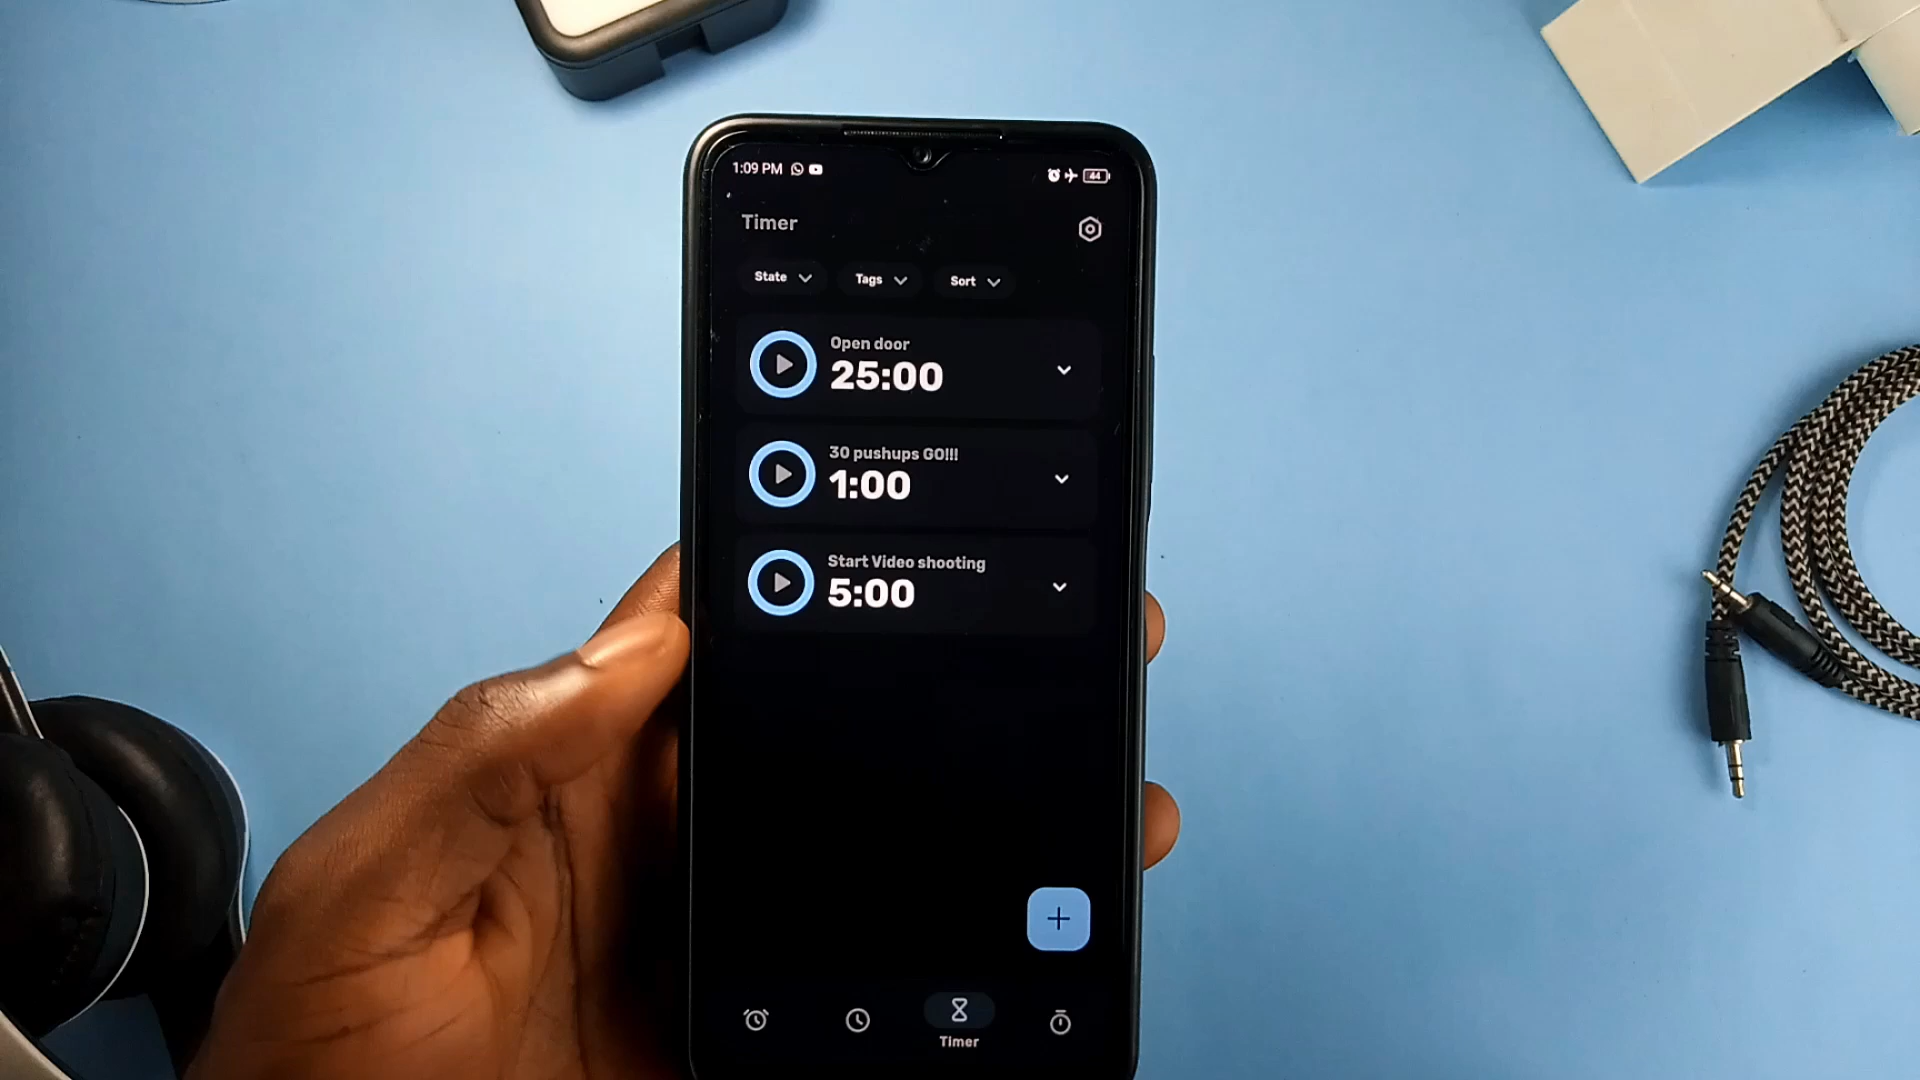 1:09 PM
44
Timer
State Tags Sort
Open door
25:00
30 pushups GO!!!
1:00
Start Video shooting
5:00
Timer